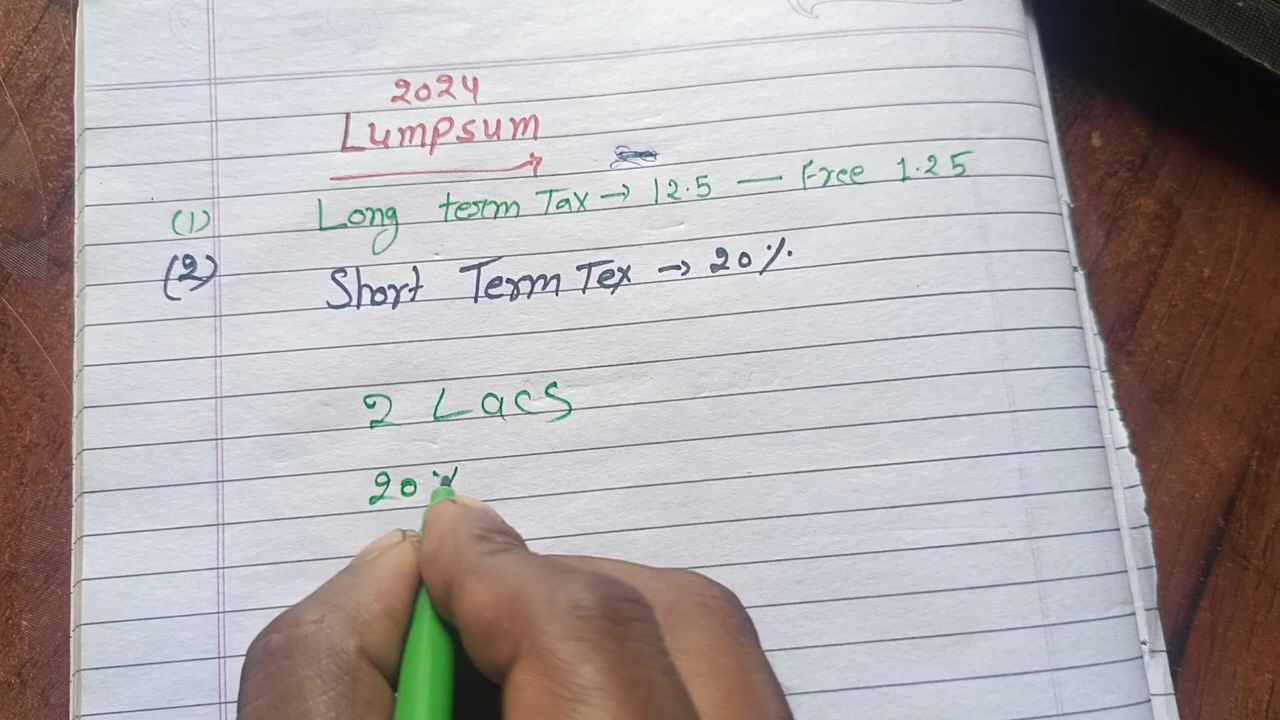 2024
Lumpsum
(1) Long term Tax → 12.5 — Free 1.25
(2) Short Term Tex → 20%
2 Lacs
20%